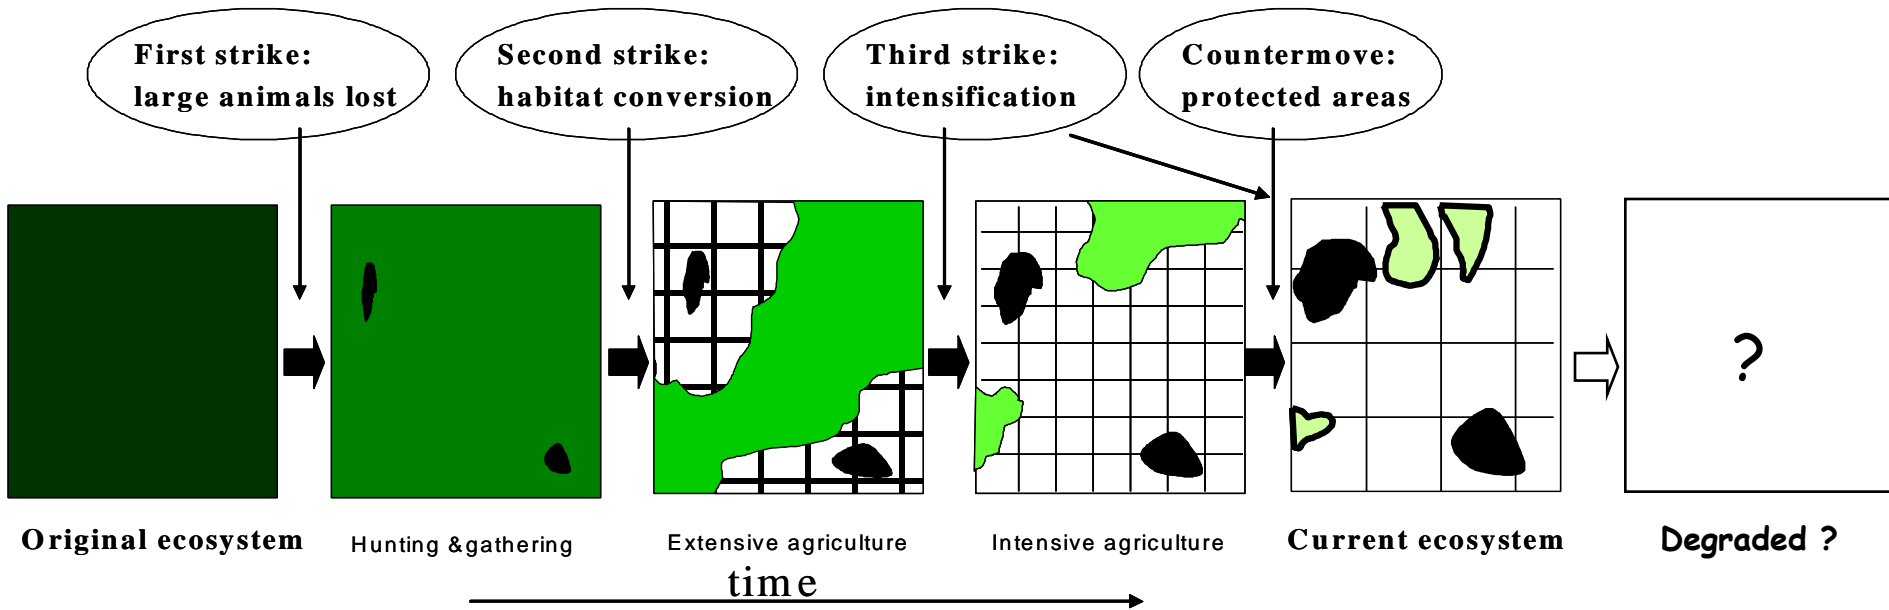 First strike:
large animals lost
Second strike:
habitat conversion
Third strike:
intensification
Countermove:
protected areas
?
Original ecosystem
Hunting &gathering
Extensive agriculture
Intensive agriculture
Current ecosystem
Degraded ?
time